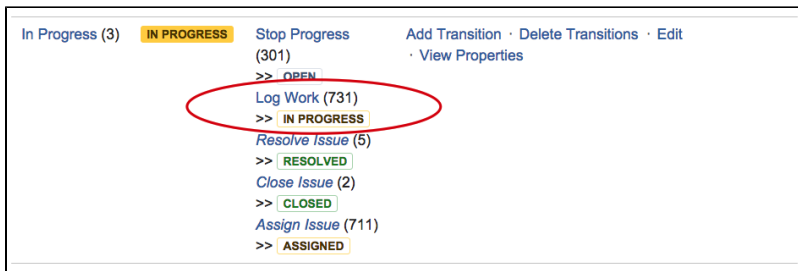 In Progress (3) IN PROGRESS Stop Progress Add Transition · Delete Transitions · Edit
(301) · View Properties
>> OPEN
Log Work (731)
>> IN PROGRESS
Resolve Issue (5)
>> RESOLVED
Close Issue (2)
>> CLOSED
Assign Issue (711)
>> ASSIGNED